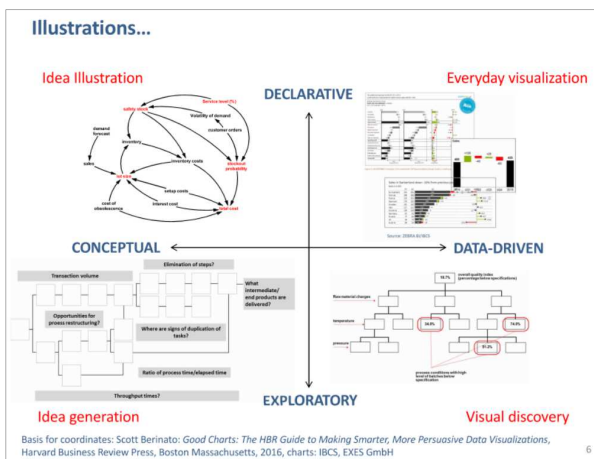 Illustrations...
Idea Illustration
Everyday visualization
DECLARATIVE
Service level (%)
safety stock
Volatility of demand
customer orders
demand
forecast
inventory
stockout
probability
sales
inventory costs
lot size
setup costs
interest cost
cost of
obsolescence
total cost
Source: ZEBRA BI/IBCS
CONCEPTUAL
DATA-DRIVEN
Elimination of steps?
Transaction volume
What
intermediate/
end products are
delivered?
Opportunities for
proess restructuring?
Where are signs of duplication of
tasks?
Ratio of process time/elapsed time
Throughput times?
overall quality index
(percentage below specifications)
Raw material changes
temperature
pressure
process conditions with high
level of batches below
specification
EXPLORATORY
Idea generation
Visual discovery
Basis for coordinates: Scott Berinato: Good Charts: The HBR Guide to Making Smarter, More Persuasive Data Visualizations,
Harvard Business Review Press, Boston Massachusetts, 2016, charts: IBCS, EXES GmbH
6